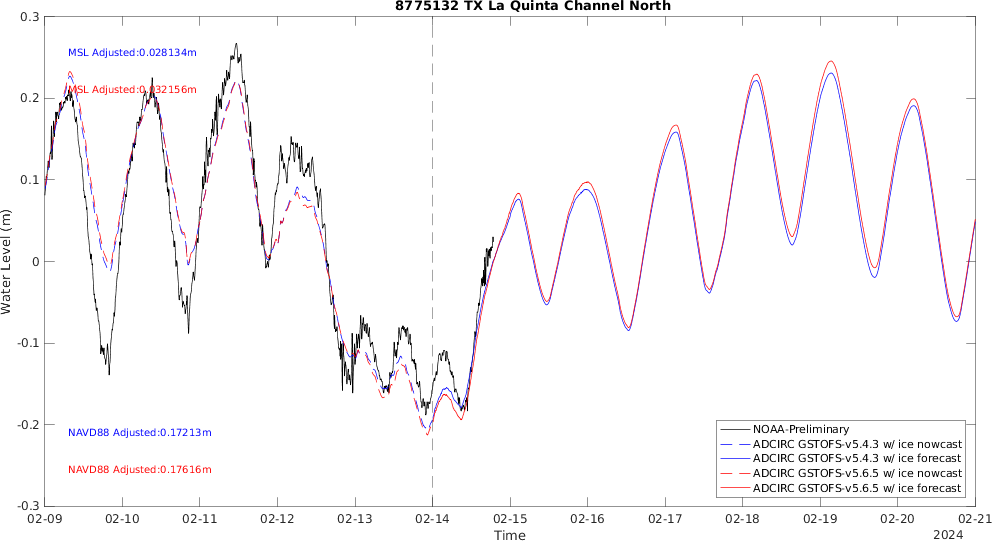 8775132 TX La Quinta Channel North
0.3
MSL Adjusted:0.028134m
MSL Adjusted:0.032156m
0.2
0.1
0
-0.1
-0.2
-0.3
Water Level (m)
NAVD88 Adjusted:0.17213m
NAVD88 Adjusted:0.17616m
NOAA-Preliminary
ADCIRC GSTOFS-v5.4.3 w/ ice nowcast
ADCIRC GSTOFS-v5.4.3 w/ ice forecast
ADCIRC GSTOFS-v5.6.5 w/ ice nowcast
ADCIRC GSTOFS-v5.6.5 w/ ice forecast
02-09 02-10 02-11 02-12 02-13 02-14 02-15 02-16 02-17 02-18 02-19 02-20 02-21
Time
2024